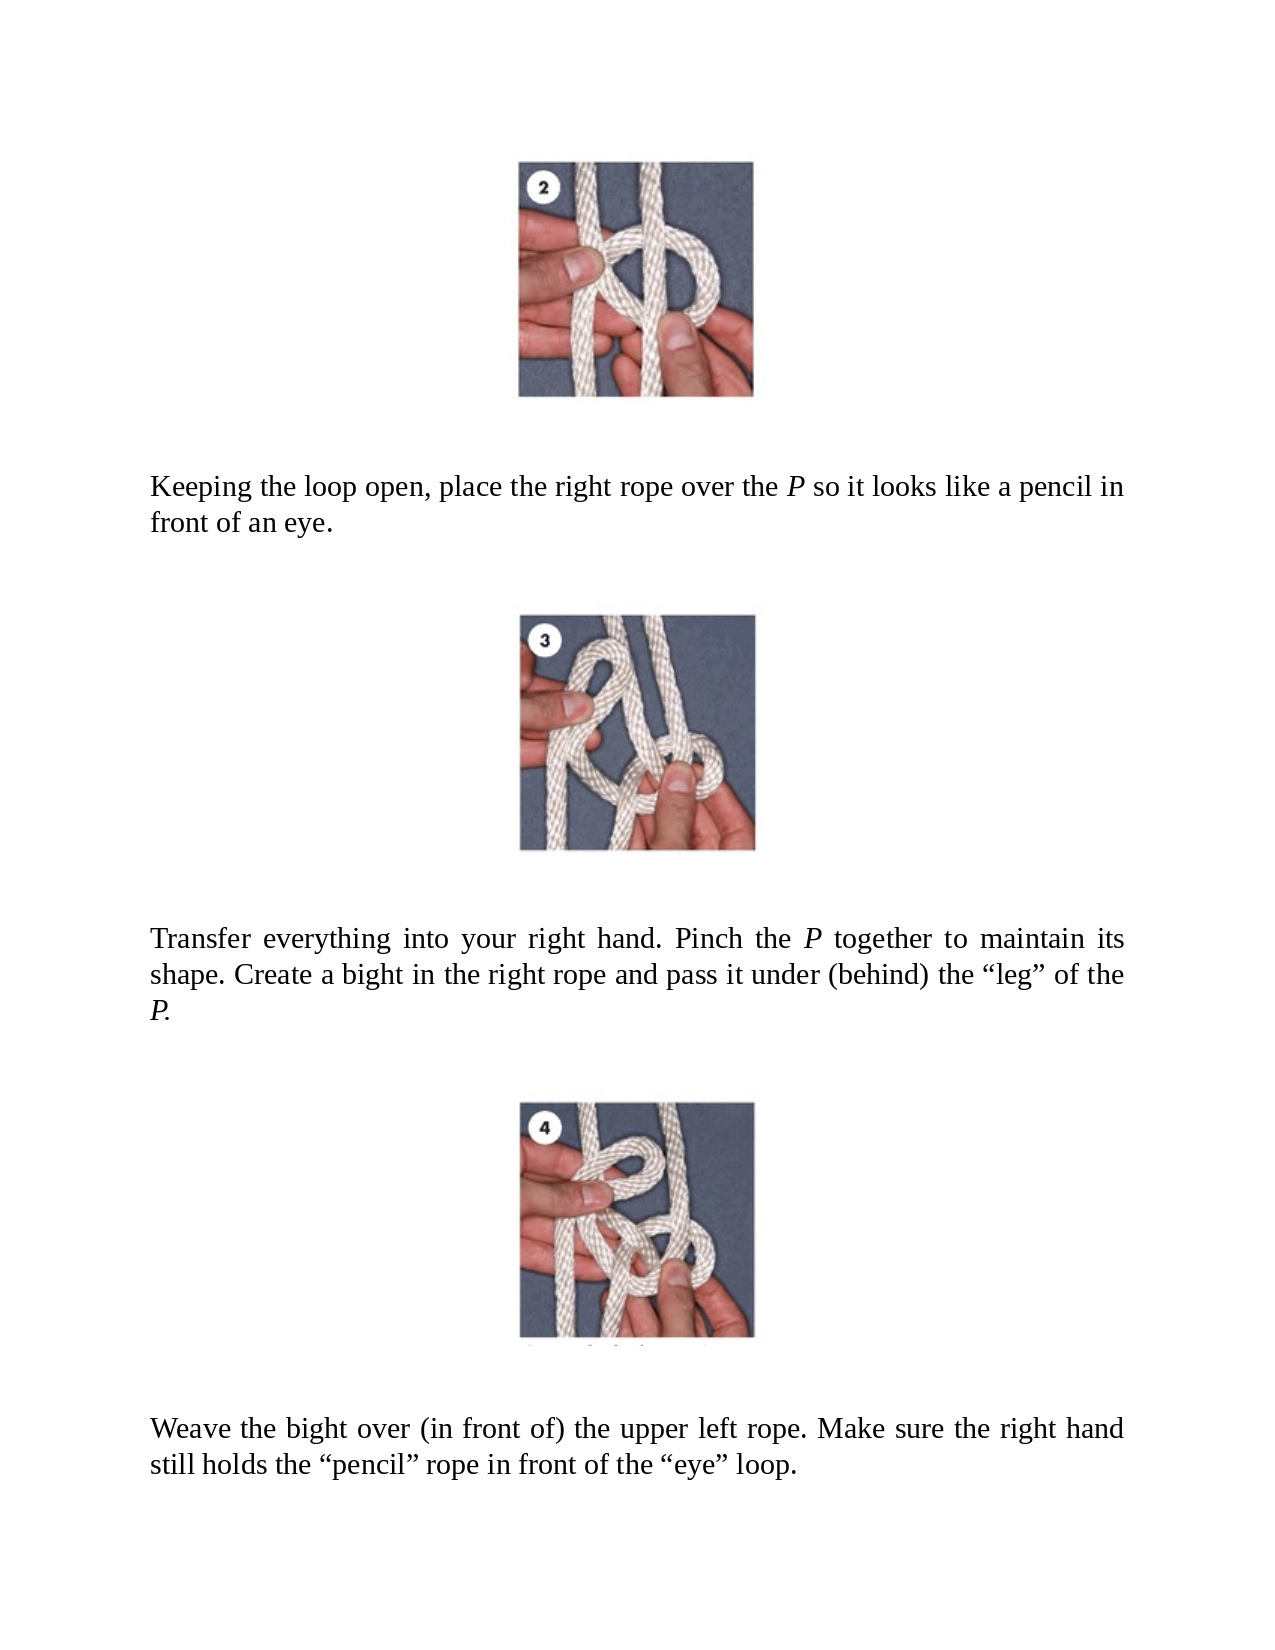 2
Keeping the loop open, place the right rope over the P so it looks like a pencil in
front of an eye.
3
Transfer everything into your right hand. Pinch the P together to maintain its
shape. Create a bight in the right rope and pass it under (behind) the “leg” of the
P.
4
Weave the bight over (in front of) the upper left rope. Make sure the right hand
still holds the “pencil” rope in front of the “eye” loop.